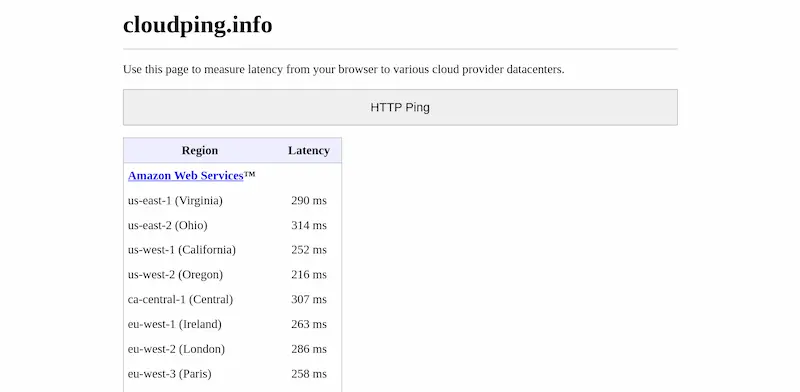 cloudping.info
Use this page to measure latency from your browser to various cloud provider datacenters.
HTTP Ping
Region Latency
Amazon Web Services™
us-east-1 (Virginia) 290 ms
us-east-2 (Ohio) 314 ms
us-west-1 (California) 252 ms
us-west-2 (Oregon) 216 ms
ca-central-1 (Central) 307 ms
eu-west-1 (Ireland) 263 ms
eu-west-2 (London) 286 ms
eu-west-3 (Paris) 258 ms